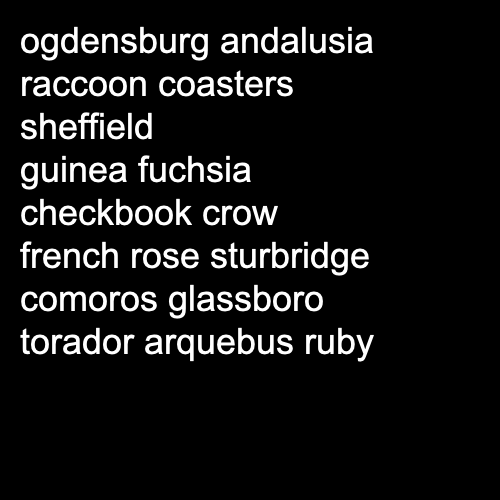 ogdensburg andalusia
raccoon coasters
sheffield
guinea fuchsia
checkbook crow
french rose sturbridge
comoros glassboro
torador arquebus ruby